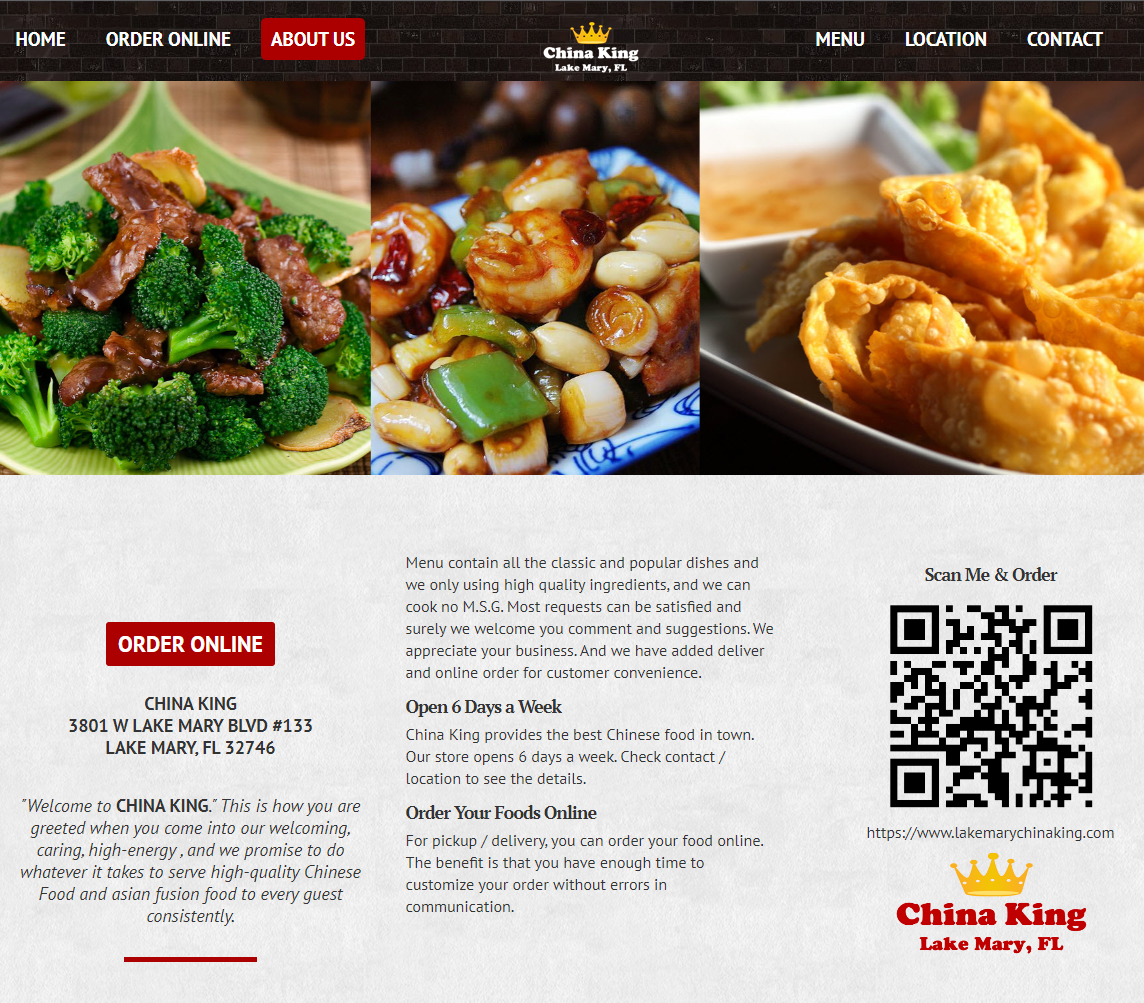 HOME
ORDER ONLINE
ABOUT US
China King
Lake Mary, FL
MENU
LOCATION
CONTACT
ORDER ONLINE
CHINA KING
3801 W LAKE MARY BLVD #133
LAKE MARY, FL 32746
"Welcome to CHINA KING." This is how you are
greeted when you come into our welcoming,
caring, high-energy , and we promise to do
whatever it takes to serve high-quality Chinese
Food and asian fusion food to every guest
consistently.
Menu contain all the classic and popular dishes and
we only using high quality ingredients, and we can
cook no M.S.G. Most requests can be satisfied and
surely we welcome you comment and suggestions. We
appreciate your business. And we have added deliver
and online order for customer convenience.
Open 6 Days a Week
China King provides the best Chinese food in town.
Our store opens 6 days a week. Check contact /
location to see the details.
Order Your Foods Online
For pickup / delivery, you can order your food online.
The benefit is that you have enough time to
customize your order without errors in
communication.
Scan Me & Order
https://www.lakemarychinaking.com
China King
Lake Mary, FL